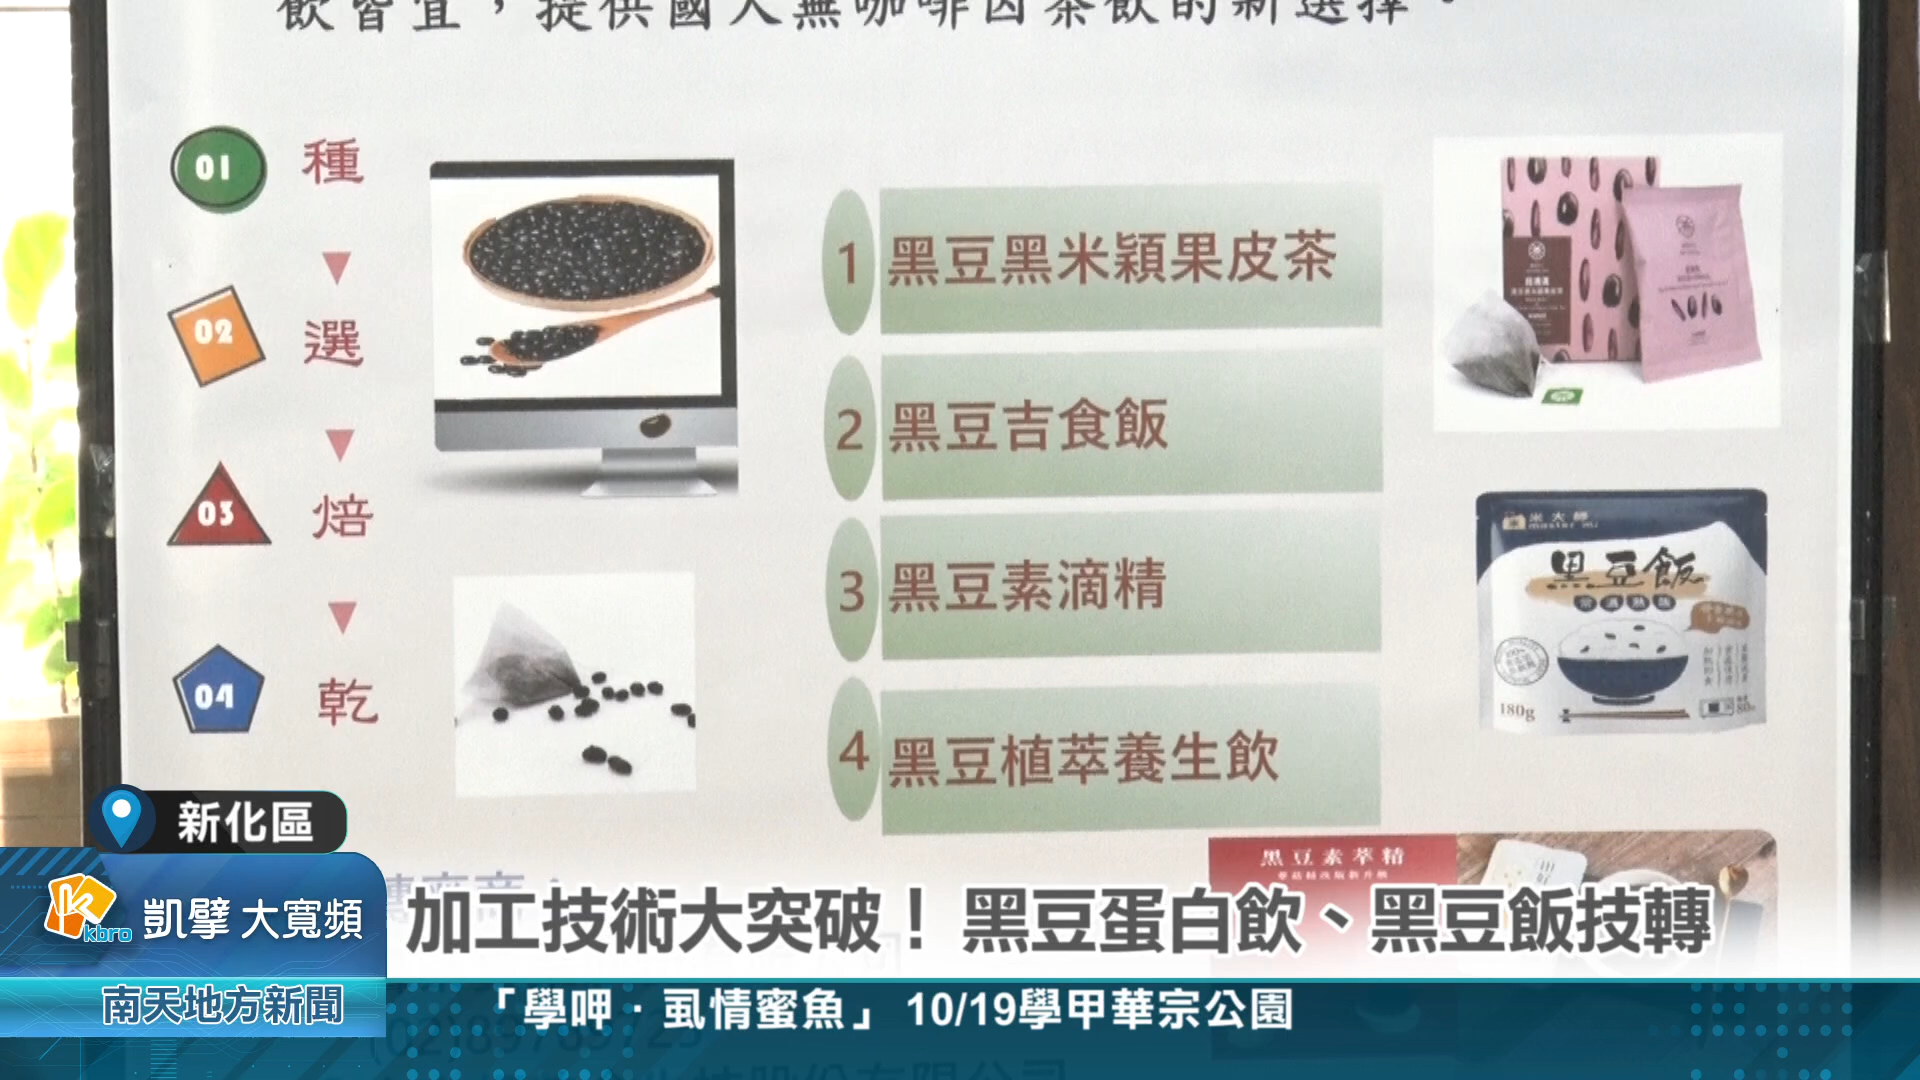 飲皆宜，提供國人無咖啡因茶飲的新選擇。
01 種
02 選
03 焙
04 乾
1 黑豆黑米穎果皮茶
2 黑豆吉食飯
3 黑豆素滴精
4 黑豆植萃養生飲
米大師
黑豆飯
180g
黑豆素萃精
新化區
kbro 凱擘大寬頻
加工技術大突破！黑豆蛋白飲、黑豆飯技轉
南天地方新聞
「學呷·虱情蜜魚」 10/19學甲華宗公園